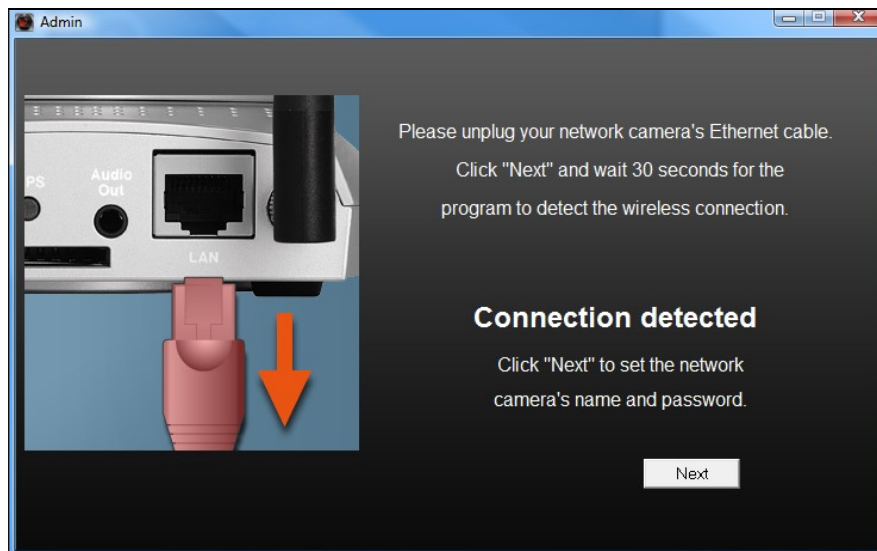 Admin
PS
Audio
Out
LAN
Please unplug your network camera's Ethernet cable.
Click "Next" and wait 30 seconds for the
program to detect the wireless connection.
Connection detected
Click "Next" to set the network
camera's name and password.
Next